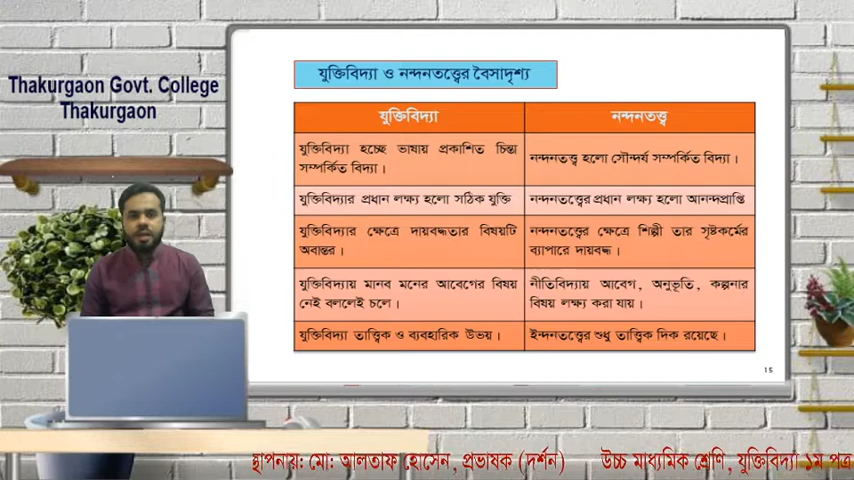 Thakurgaon Govt. College
Thakurgaon
যুক্তিবিদ্যা ও নন্দনতত্ত্বের বৈসাদৃশ্য
যুক্তিবিদ্যা
নন্দনতত্ত্ব
যুক্তিবিদ্যা হচ্ছে ভাষায় প্রকাশিত চিন্তা
সম্পর্কিত বিদ্যা।
নন্দনতত্ত্ব হলো সৌন্দর্য সম্পর্কিত বিদ্যা।
যুক্তিবিদ্যার প্রধান লক্ষ্য হলো সঠিক যুক্তি
নন্দনতত্ত্বের প্রধান লক্ষ্য হলো আনন্দপ্রাপ্তি
যুক্তিবিদ্যার ক্ষেত্রে দায়বদ্ধতার বিষয়টি
অবান্তর।
নন্দনতত্ত্বের ক্ষেত্রে শিল্পী তার সৃষ্টকর্মের
ব্যাপারে দায়বদ্ধ।
যুক্তিবিদ্যায় মানব মনের আবেগের বিষয়
নেই বললেই চলে।
নীতিবিদ্যায় আবেগ, অনুভূতি, কল্পনার
বিষয় লক্ষ্য করা যায়।
যুক্তিবিদ্যা তাত্ত্বিক ও ব্যবহারিক উভয়।
ইন্দনতত্ত্বের শুধু তাত্ত্বিক দিক রয়েছে।
15
স্থাপনায়: মো: আলতাফ হোসেন, প্রভাষক (দর্শন) উচ্চ মাধ্যমিক শ্রেণি, যুক্তিবিদ্যা ১ম পত্র